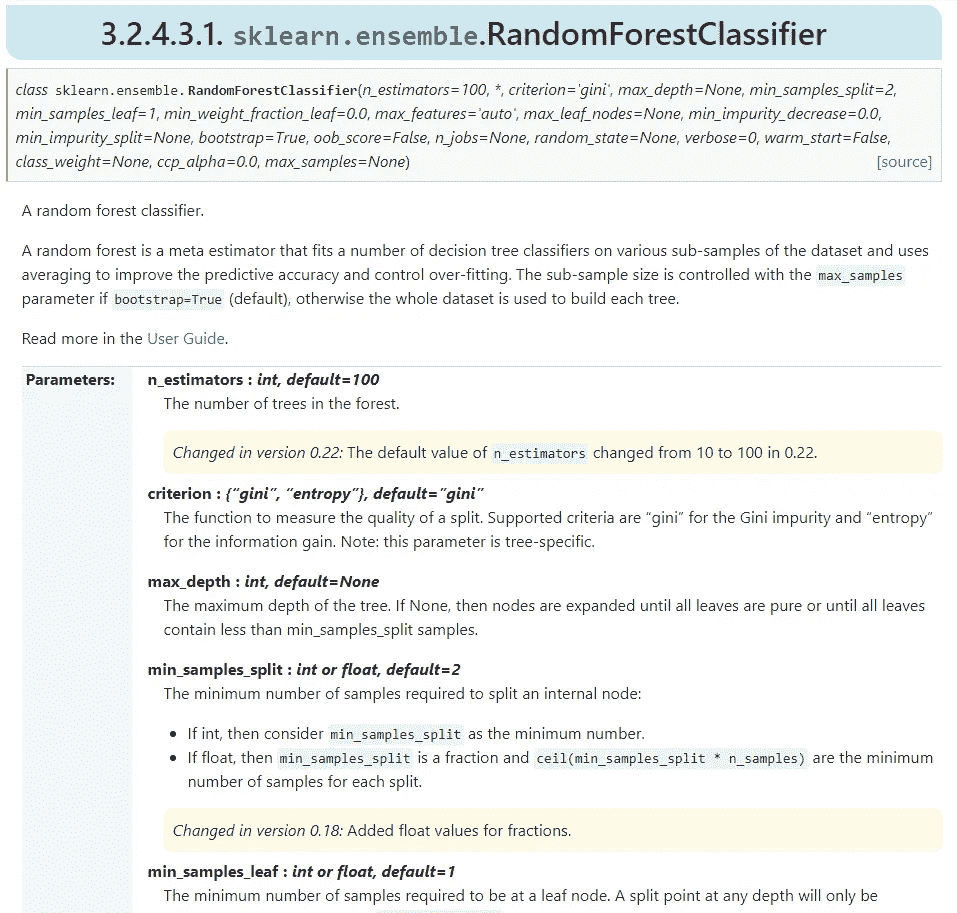 3.2.4.3.1. sklearn.ensemble.RandomForestClassifier
class sklearn.ensemble.RandomForestClassifier(n_estimators=100, *, criterion='gini', max_depth=None, min_samples_split=2,
min_samples_leaf=1, min_weight_fraction_leaf=0.0, max_features='auto', max_leaf_nodes=None, min_impurity_decrease=0.0,
min_impurity_split=None, bootstrap=True, oob_score=False, n_jobs=None, random_state=None, verbose=0, warm_start=False,
class_weight=None, ccp_alpha=0.0, max_samples=None) [source]
A random forest classifier.
A random forest is a meta estimator that fits a number of decision tree classifiers on various sub-samples of the dataset and uses
averaging to improve the predictive accuracy and control over-fitting. The sub-sample size is controlled with the max_samples
parameter if bootstrap=True (default), otherwise the whole dataset is used to build each tree.
Read more in the User Guide.
Parameters: n_estimators : int, default=100
The number of trees in the forest.
Changed in version 0.22: The default value of n_estimators changed from 10 to 100 in 0.22.
criterion : {“gini”, “entropy”}, default=”gini”
The function to measure the quality of a split. Supported criteria are “gini” for the Gini impurity and “entropy”
for the information gain. Note: this parameter is tree-specific.
max_depth : int, default=None
The maximum depth of the tree. If None, then nodes are expanded until all leaves are pure or until all leaves
contain less than min_samples_split samples.
min_samples_split : int or float, default=2
The minimum number of samples required to split an internal node:
• If int, then consider min_samples_split as the minimum number.
• If float, then min_samples_split is a fraction and ceil(min_samples_split * n_samples) are the minimum
number of samples for each split.
Changed in version 0.18: Added float values for fractions.
min_samples_leaf : int or float, default=1
The minimum number of samples required to be at a leaf node. A split point at any depth will only be